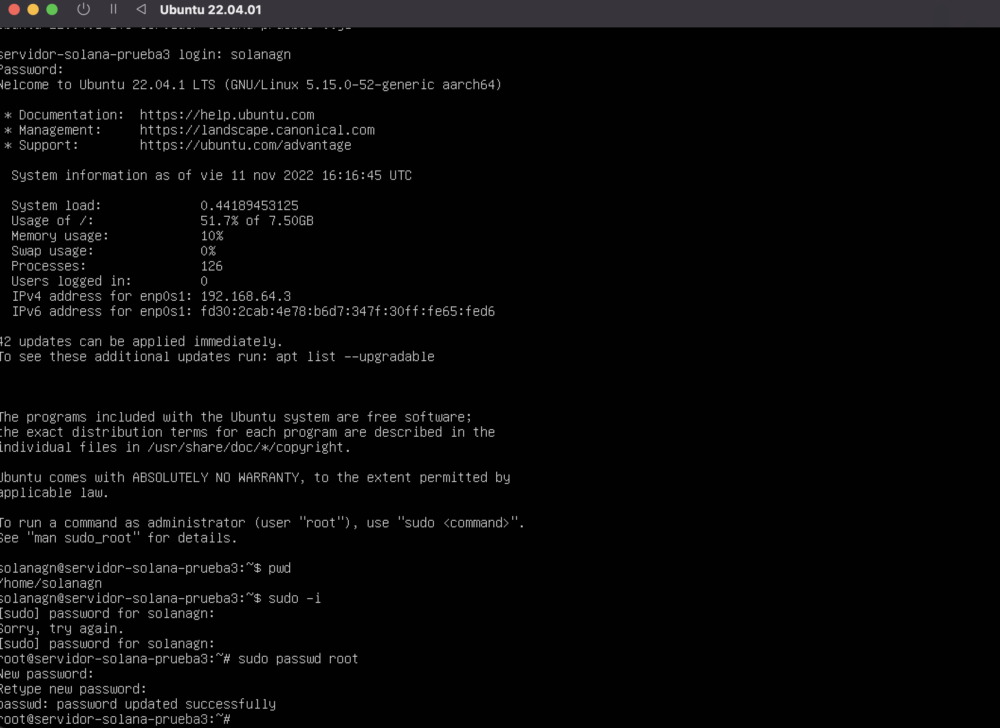 Ubuntu 22.04.01
servidor-solana-prueba3 login: solanagn
Password:
Welcome to Ubuntu 22.04.1 LTS (GNU/Linux 5.15.0-52-generic aarch64)
* Documentation:  https://help.ubuntu.com
* Management:     https://landscape.canonical.com
* Support:        https://ubuntu.com/advantage
System information as of vie 11 nov 2022 16:16:45 UTC
System load:             0.44189453125
Usage of /:              51.7% of 7.50GB
Memory usage:            10%
Swap usage:              0%
Processes:               126
Users logged in:         0
IPv4 address for enp0s1: 192.168.64.3
IPv6 address for enp0s1: fd30:2cab:4e78:b6d7:347f:30ff:fe65:fed6
42 updates can be applied immediately.
To see these additional updates run: apt list --upgradable
The programs included with the Ubuntu system are free software;
the exact distribution terms for each program are described in the
individual files in /usr/share/doc/*/copyright.
Ubuntu comes with ABSOLUTELY NO WARRANTY, to the extent permitted by
applicable law.
To run a command as administrator (user "root"), use "sudo <command>".
See "man sudo_root" for details.
solanagn@servidor-solana-prueba3:~$ pwd
/home/solanagn
solanagn@servidor-solana-prueba3:~$ sudo -i
[sudo] password for solanagn:
Sorry, try again.
[sudo] password for solanagn:
root@servidor-solana-prueba3:~# sudo passwd root
New password:
Retype new password:
passwd: password updated successfully
root@servidor-solana-prueba3:~#